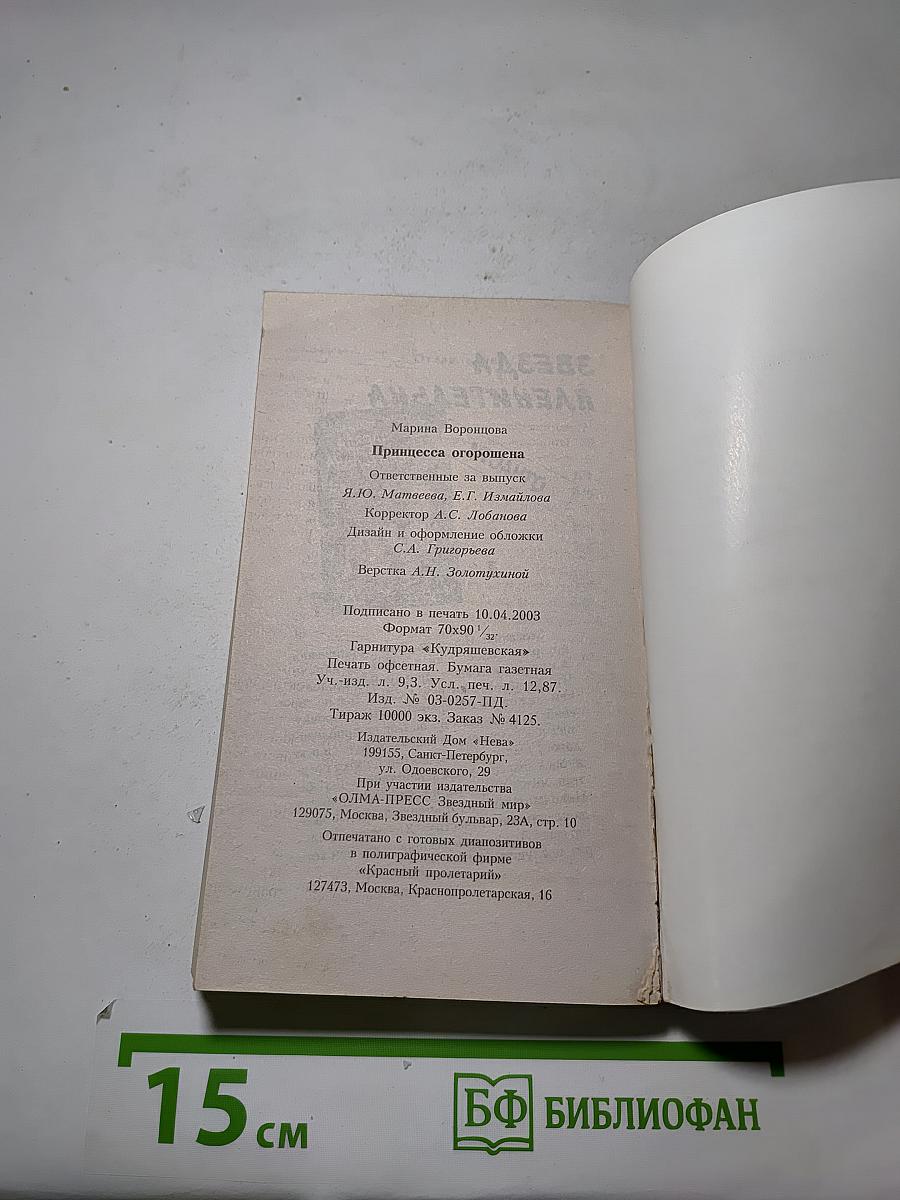 Марина Воронцова
Принцесса огорошена
Ответственные за выпуск
Я.Ю. Матвеева, Е.Г. Измайлова
Корректор А.С. Лобанова
Дизайн и оформление обложки
С.А. Григорьева
Верстка А.Н. Золотухиной
Подписано в печать 10.04.2003
Формат 70х90 1/32.
Гарнитура «Кудряшевская»
Печать офсетная. Бумага газетная
Уч.-изд. л. 9,3. Усл. печ. л. 12,87.
Изд. № 03-0257-ПД.
Тираж 10000 экз. Заказ № 4125.
Издательский Дом «Нева»
199155, Санкт-Петербург,
ул. Одоевского, 29
При участии издательства
«ОЛМА-ПРЕСС Звездный мир»
129075, Москва, Звездный бульвар, 23А, стр. 10
Отпечатано с готовых диапозитивов
в полиграфической фирме
«Красный пролетарий»
127473, Москва, Краснопролетарская, 16
15 см
БФ БИБЛИОФАН